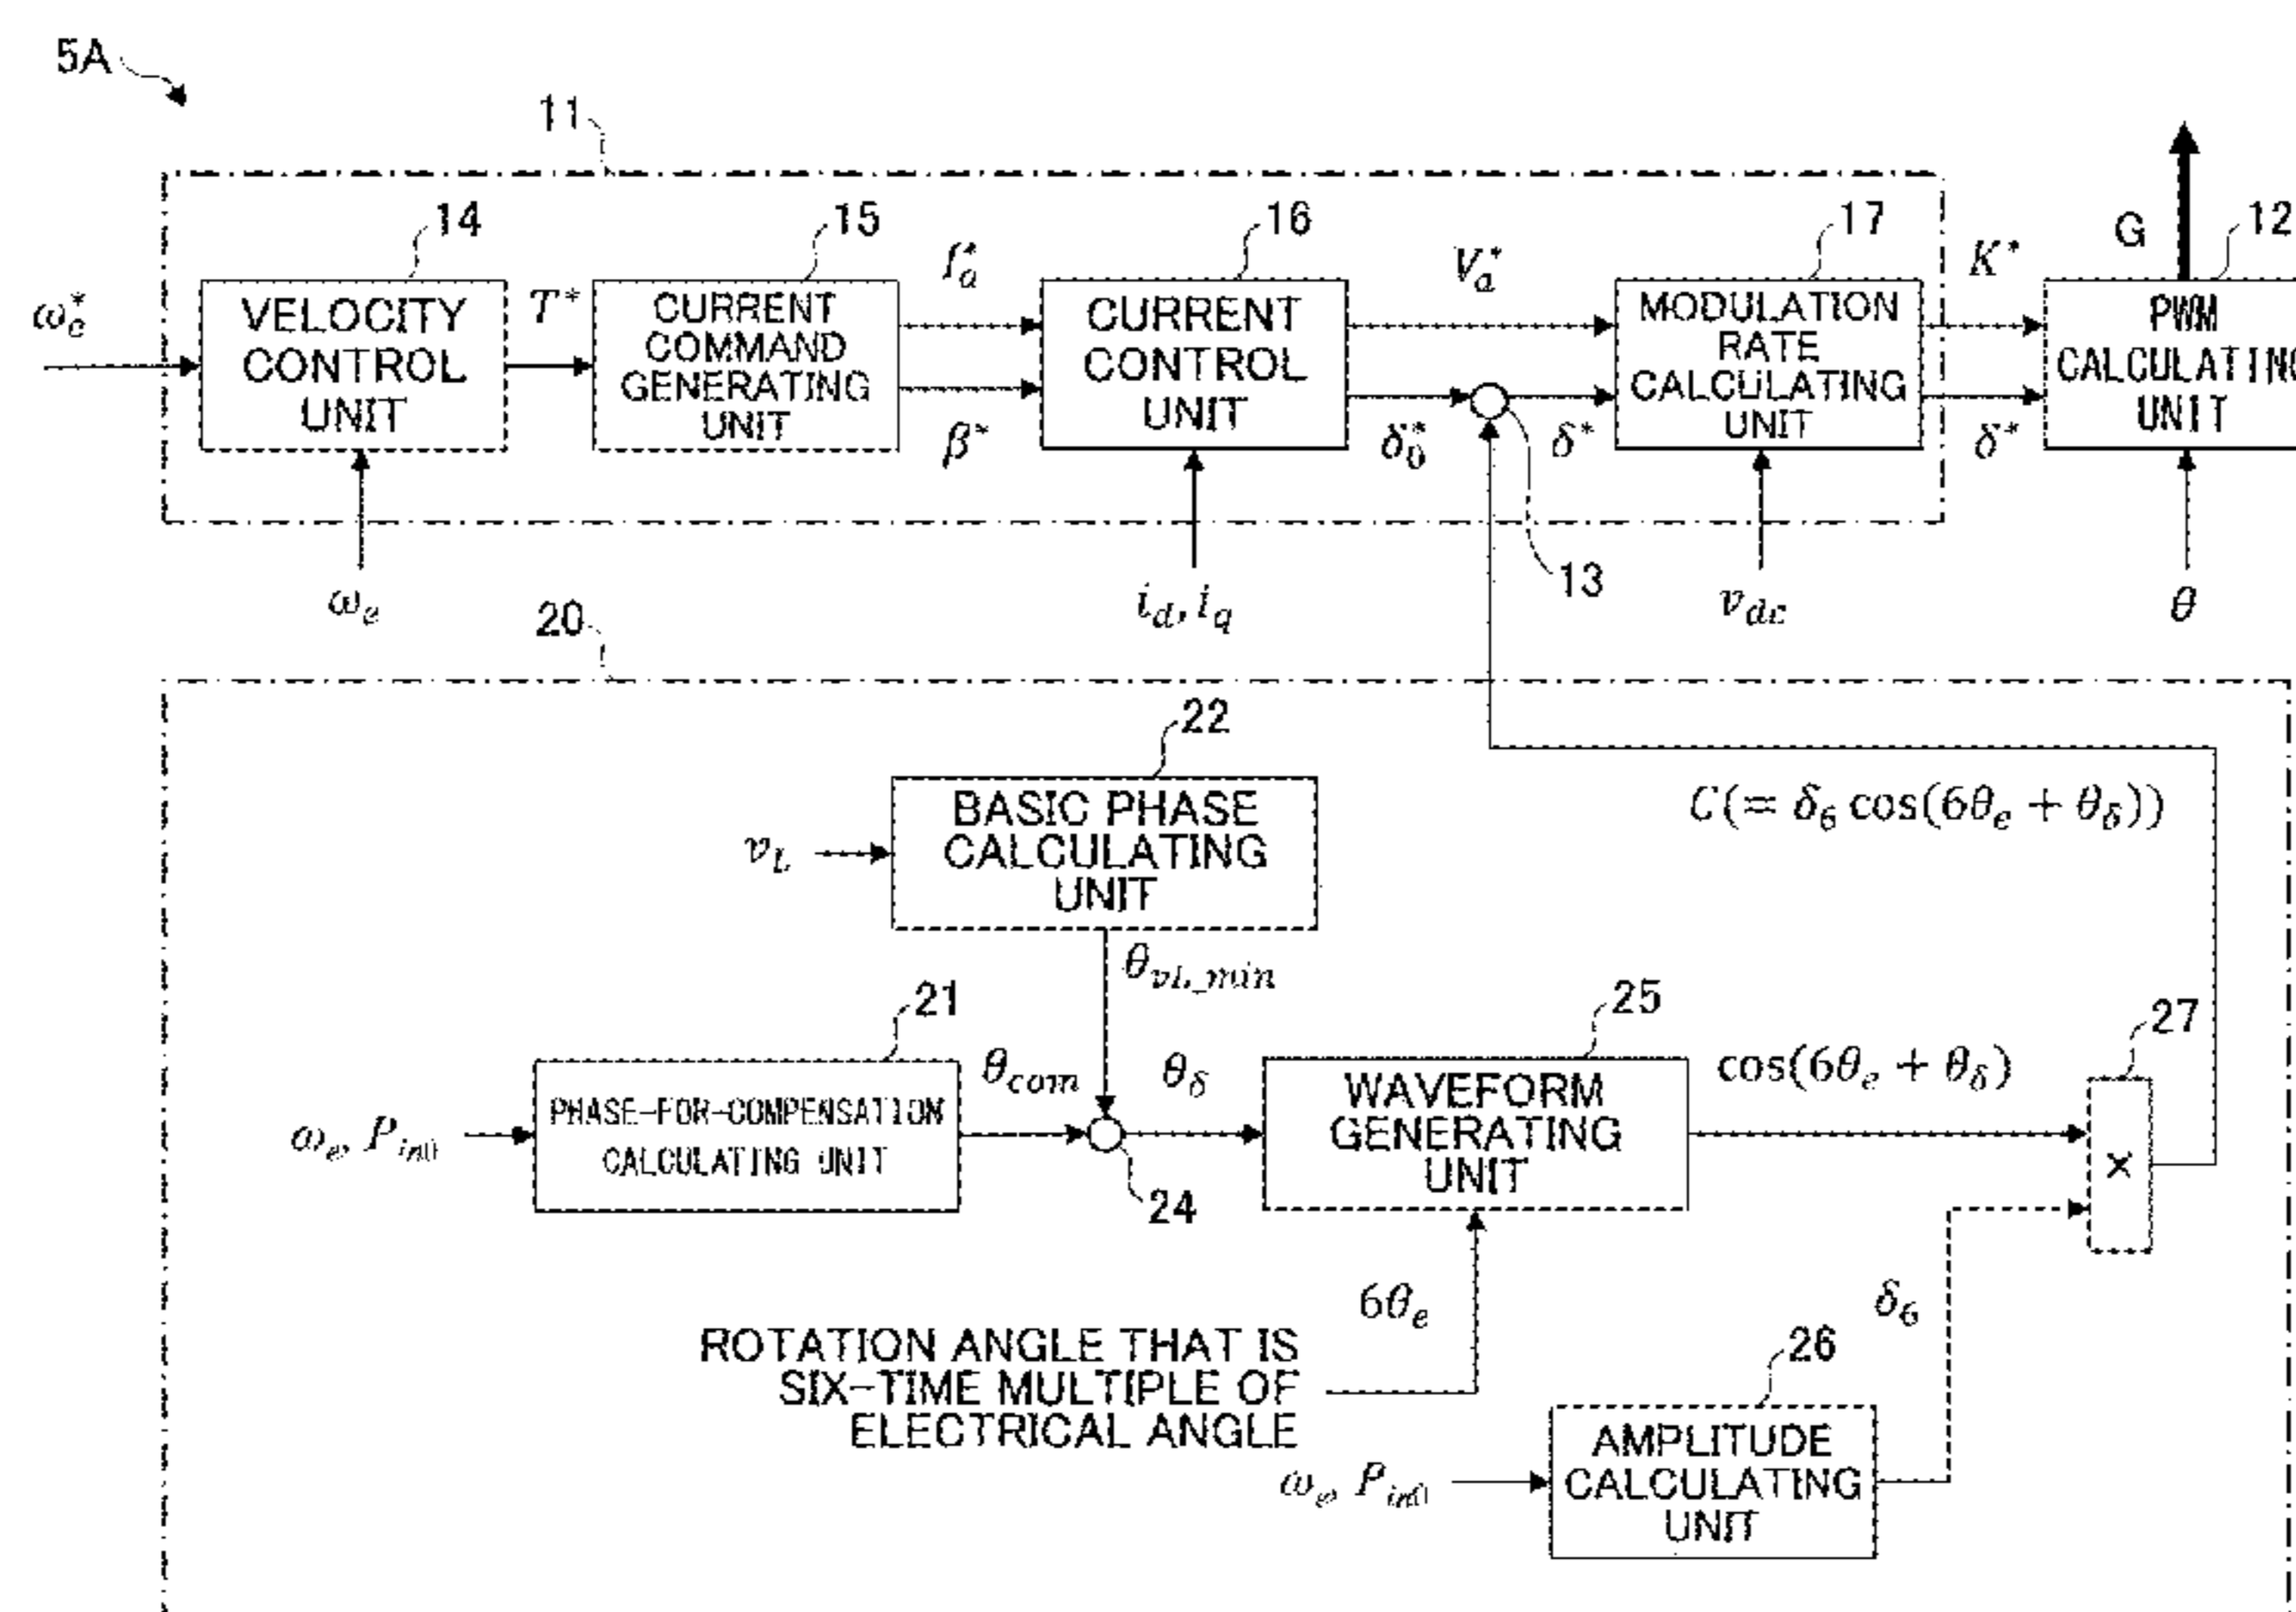 5A
11
14
15
16
17
12
G
ω*e
VELOCITY
CONTROL
UNIT
T*
CURRENT
COMMAND
GENERATING
UNIT
I*a
β*
CURRENT
CONTROL
UNIT
V*a
δ*0
δ*
MODULATION
RATE
CALCULATING
UNIT
K*
δ*
PWM
CALCULATING
UNIT
13
ωe
id, iq
vdc
θ
20
22
BASIC PHASE
CALCULATING
UNIT
vL
C(= δ6 cos(6θe + θδ))
θvL_min
21
25
27
PHASE-FOR-COMPENSATION
CALCULATING UNIT
ωe, Pin0
θcom
θδ
24
WAVEFORM
GENERATING
UNIT
cos(6θe + θδ)
×
6θe
δ6
ROTATION ANGLE THAT IS
SIX-TIME MULTIPLE OF
ELECTRICAL ANGLE
26
ωe, Pin0
AMPLITUDE
CALCULATING
UNIT